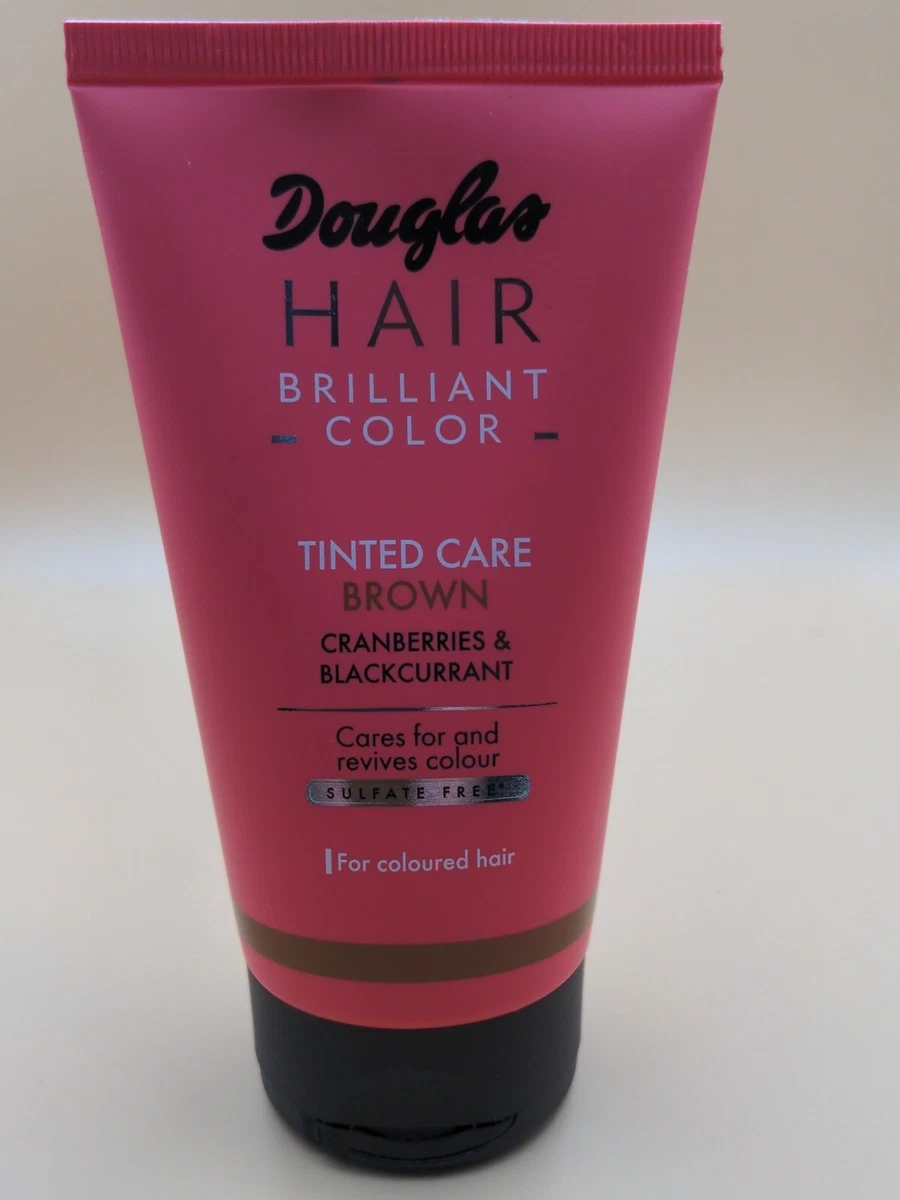 Douglas
HAIR
BRILLIANT
COLOR
TINTED CARE
BROWN
CRANBERRIES &
BLACKCURRANT
Cares for and
revives colour
SULFATE FREE*
For coloured hair